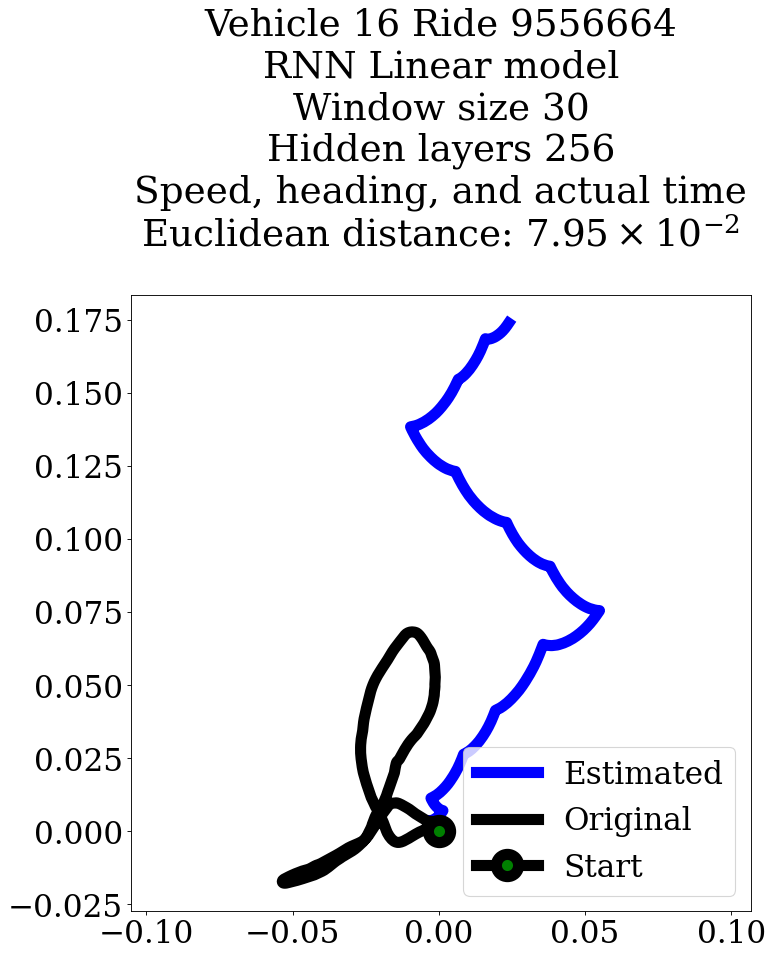 Vehicle 16 Ride 9556664
RNN Linear model
Window size 30
Hidden layers 256
Speed, heading, and actual time
Euclidean distance: 7.95 × 10⁻²
0.175
0.150
0.125
0.100
0.075
0.050
0.025
0.000
−0.025
−0.10
−0.05
0.00
0.05
0.10
Estimated
Original
Start